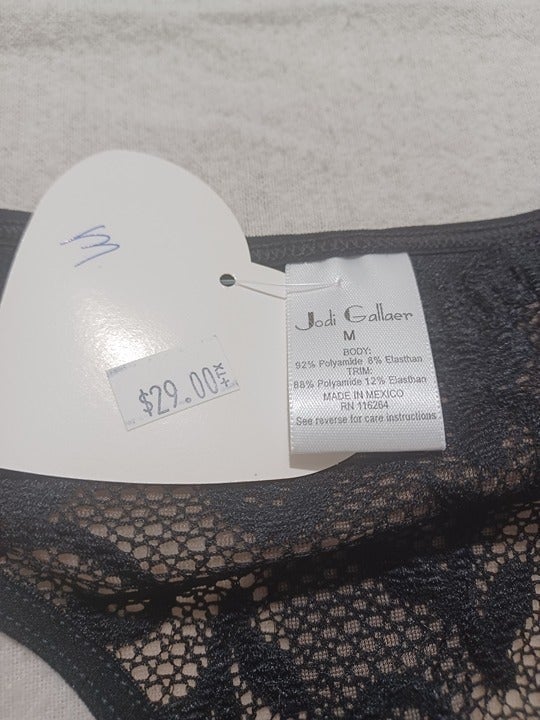 M
$29.00
+TX
Jodi Gallaer
M
BODY:
92% Polyamide 8% Elasthan
TRIM:
88% Polyamide 12% Elasthan
MADE IN MEXICO
RN 116264
See reverse for care instructions